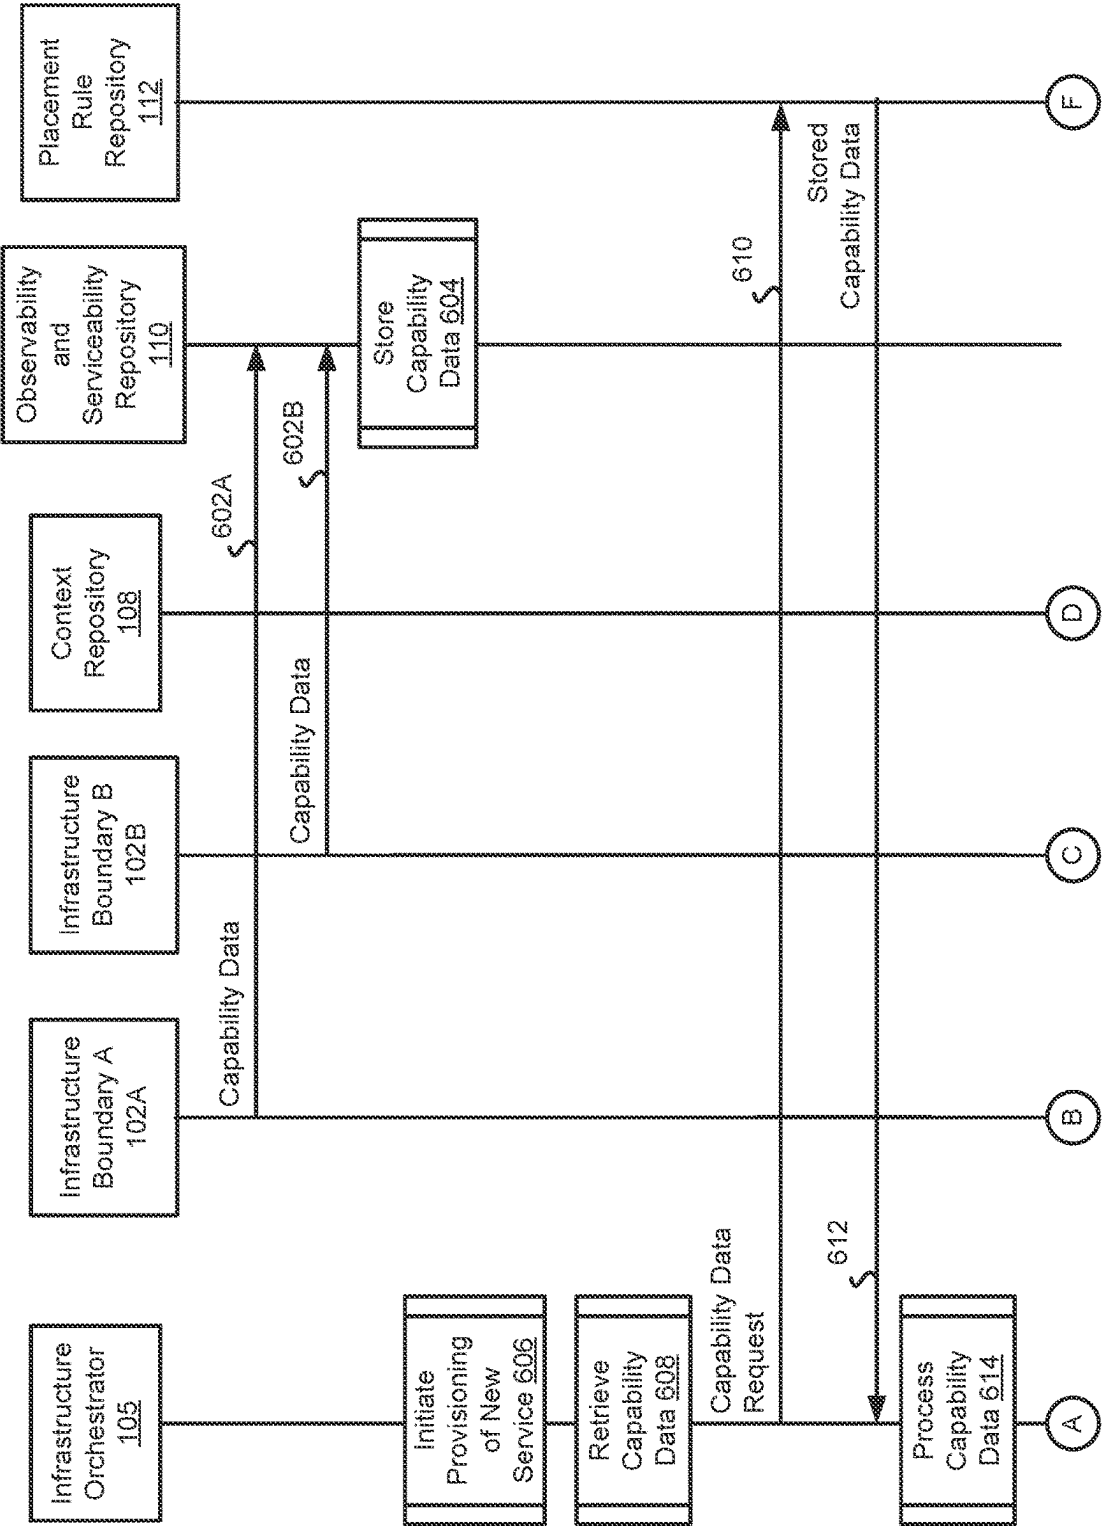 Infrastructure
Orchestrator
105
Infrastructure
Boundary A
102A
Infrastructure
Boundary B
102B
Context
Repository
108
Observability
and
Serviceability
Repository
110
Placement
Rule
Repository
112
Capability Data
602A
Capability Data
602B
Store
Capability
Data 604
Initiate
Provisioning
of New
Service 606
Retrieve
Capability
Data 608
Capability Data
Request
610
Stored
Capability Data
612
Process
Capability
Data 614
A
B
C
D
F